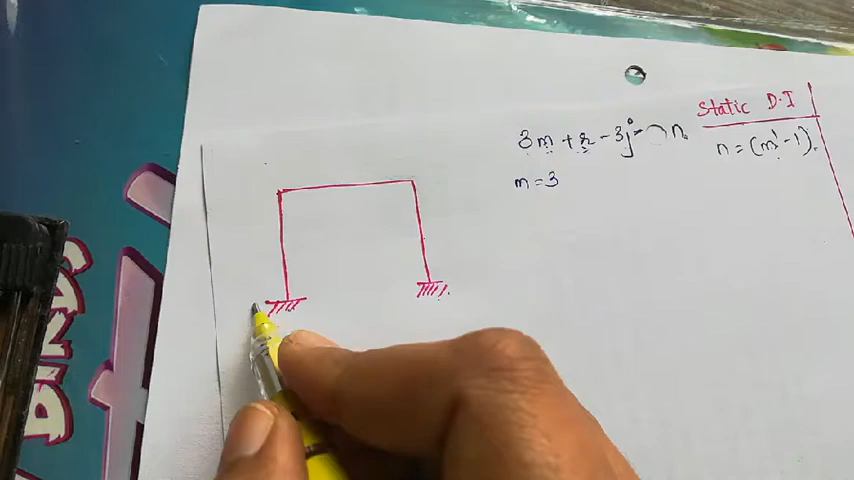 Static D.I
3m + r - 3j - n.
n = (m' - 1).
m = 3